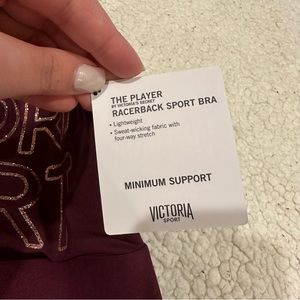 THE PLAYER
BY VICTORIA'S SECRET
RACERBACK SPORT BRA
• Lightweight
• Sweat-wicking fabric with
four-way stretch
MINIMUM SUPPORT
VICTORIA
SPORT